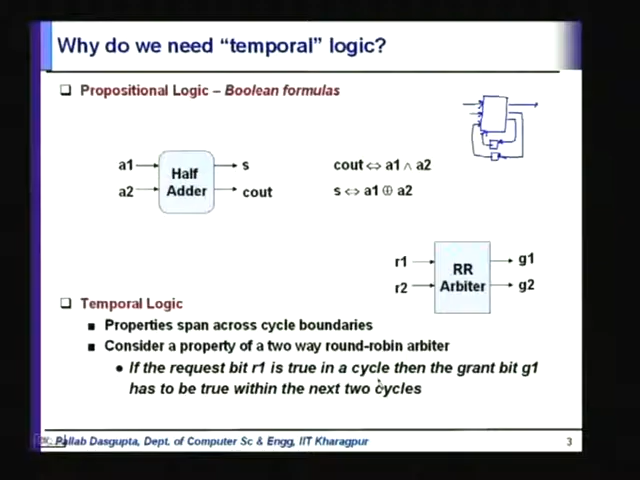 Why do we need “temporal” logic?
Propositional Logic – Boolean formulas
a1
a2
Half
Adder
s
cout
cout ⇔ a1 ∧ a2
s ⇔ a1 ⊕ a2
r1
r2
RR
Arbiter
g1
g2
Temporal Logic
Properties span across cycle boundaries
Consider a property of a two way round-robin arbiter
If the request bit r1 is true in a cycle then the grant bit g1
has to be true within the next two cycles
Pallab Dasgupta, Dept. of Computer Sc & Engg, IIT Kharagpur
3